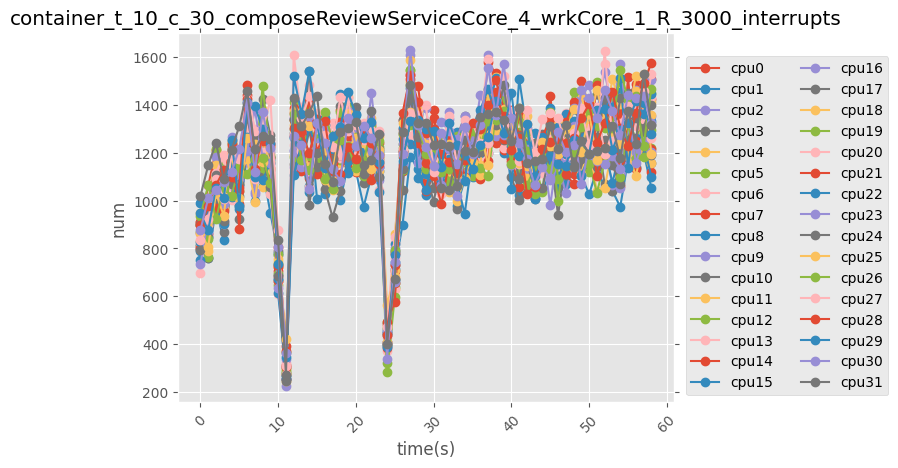 container_t_10_c_30_composeReviewServiceCore_4_wrkCore_1_R_3000_interrupts
1600
1400
1200
1000
800
600
400
200
num
0
10
20
30
40
50
60
time(s)
cpu0
cpu1
cpu2
cpu3
cpu4
cpu5
cpu6
cpu7
cpu8
cpu9
cpu10
cpu11
cpu12
cpu13
cpu14
cpu15
cpu16
cpu17
cpu18
cpu19
cpu20
cpu21
cpu22
cpu23
cpu24
cpu25
cpu26
cpu27
cpu28
cpu29
cpu30
cpu31